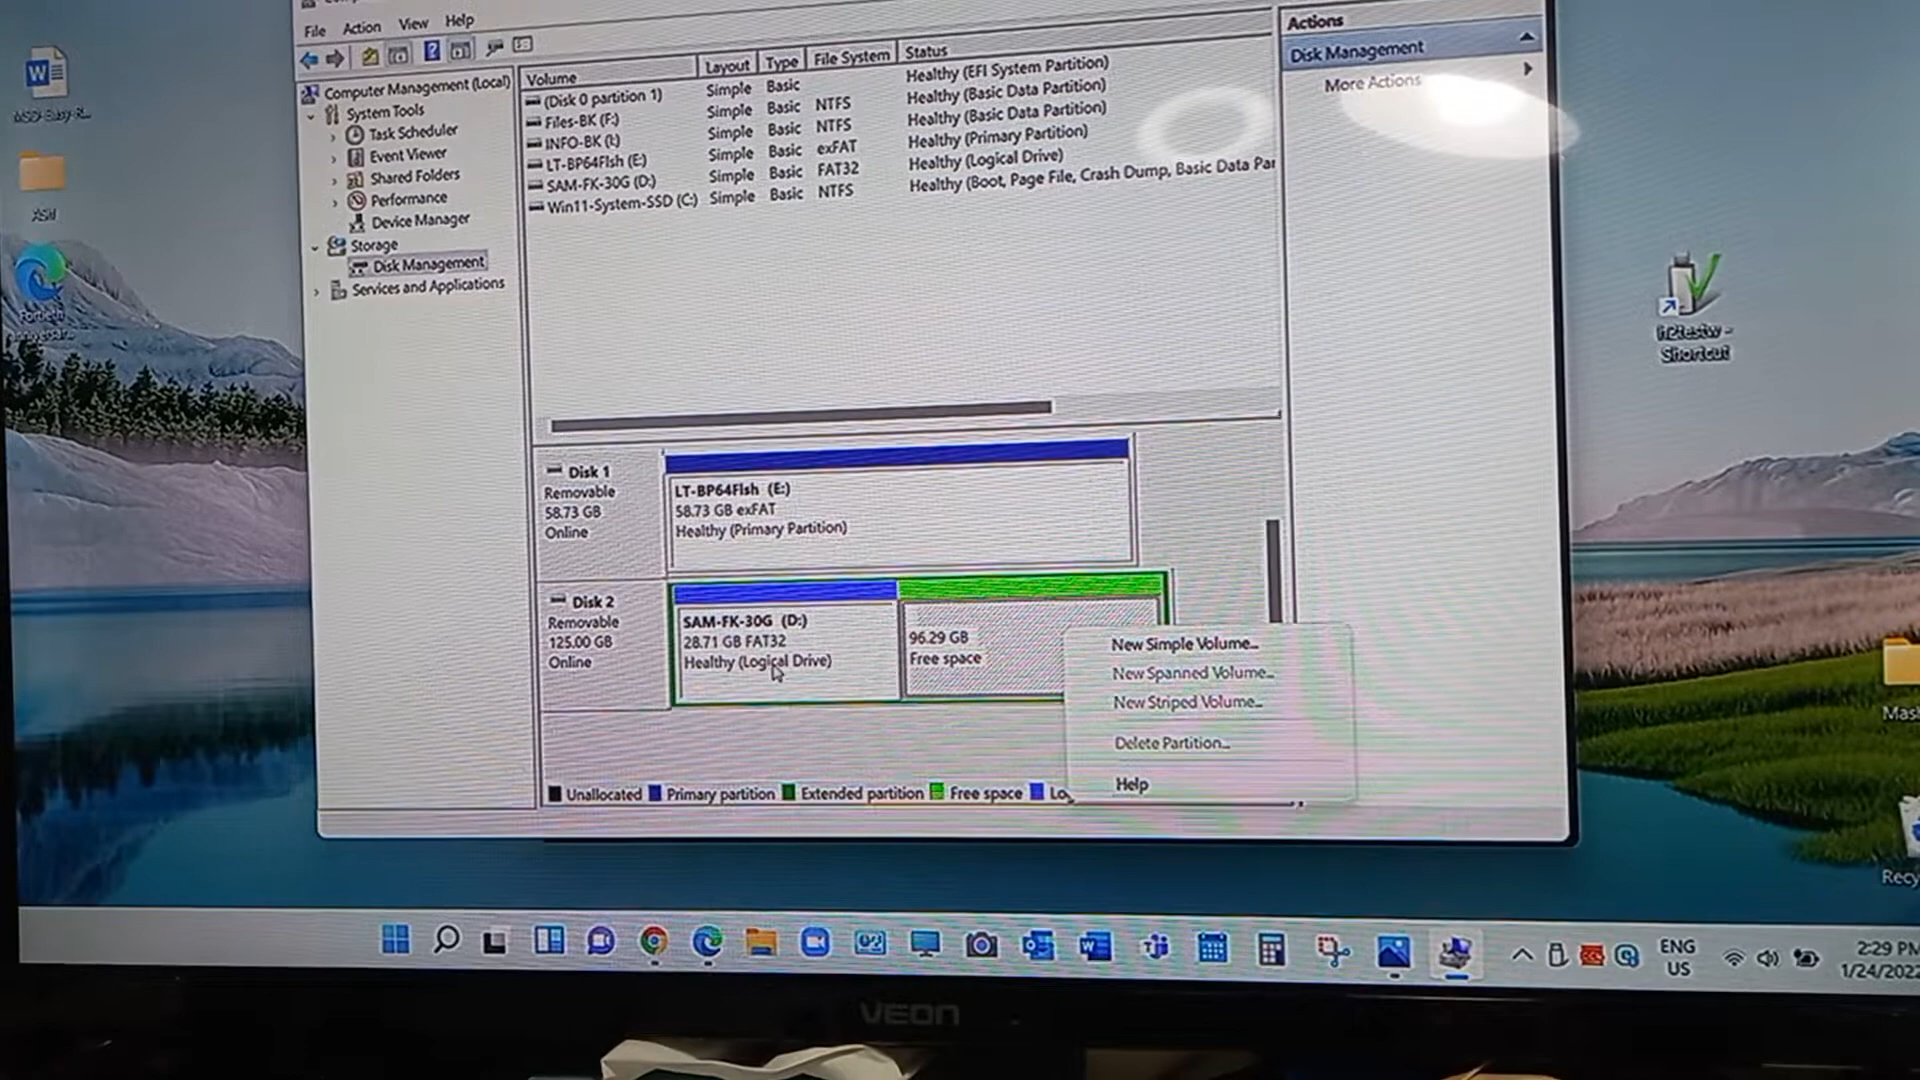 File Action View Help
Computer Management (Local)
System Tools
Task Scheduler
Event Viewer
Shared Folders
Performance
Device Manager
Storage
Disk Management
Services and Applications
Volume Layout Type File System Status
(Disk 0 partition 1) Simple Basic Healthy (EFI System Partition)
Files-BK (F:) Simple Basic NTFS Healthy (Basic Data Partition)
INFO-BK (I:) Simple Basic NTFS Healthy (Basic Data Partition)
LT-BP64Flsh (E:) Simple Basic exFAT Healthy (Primary Partition)
SAM-FK-30G (D:) Simple Basic FAT32 Healthy (Logical Drive)
Win11-System-SSD (C:) Simple Basic NTFS Healthy (Boot, Page File, Crash Dump, Basic Data Par
Actions
Disk Management
More Actions
Disk 1
Removable
58.73 GB
Online
LT-BP64Flsh (E:)
58.73 GB exFAT
Healthy (Primary Partition)
Disk 2
Removable
125.00 GB
Online
SAM-FK-30G (D:)
28.71 GB FAT32
Healthy (Logical Drive)
96.29 GB
Free space
New Simple Volume...
New Spanned Volume...
New Striped Volume...
Delete Partition...
Help
Unallocated Primary partition Extended partition Free space Lo
h2testw -
Shortcut
Mask
Recy
ENG
US
2:29 PM
1/24/2022
VEON